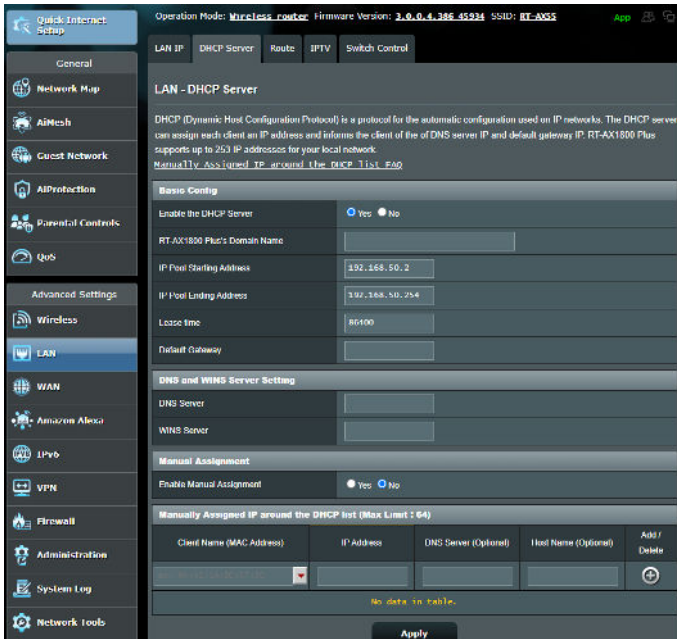 Quick Internet Setup
Operation Mode: Wireless router Firmware Version: 3.0.0.4.386_45934 SSID: RT-AX55
App
LAN IP DHCP Server Route IPTV Switch Control
General
Network Map
AiMesh
Guest Network
AiProtection
Parental Controls
QoS
Advanced Settings
Wireless
LAN
WAN
Amazon Alexa
IPv6
VPN
Firewall
Administration
System Log
Network Tools
LAN - DHCP Server
DHCP (Dynamic Host Configuration Protocol) is a protocol for the automatic configuration used on IP networks. The DHCP server
can assign each client an IP address and informs the client of the of DNS server IP and default gateway IP. RT-AX1800 Plus
supports up to 253 IP addresses for your local network.
Manually Assigned IP around the DHCP list FAQ
Basic Config
Enable the DHCP Server Yes No
RT-AX1800 Plus's Domain Name
IP Pool Starting Address 192.168.50.2
IP Pool Ending Address 192.168.50.254
Lease time 86400
Default Gateway
DNS and WINS Server Setting
DNS Server
WINS Server
Manual Assignment
Enable Manual Assignment Yes No
Manually Assigned IP around the DHCP list (Max Limit : 64)
Client Name (MAC Address) IP Address DNS Server (Optional) Host Name (Optional) Add / Delete
No data in table.
Apply